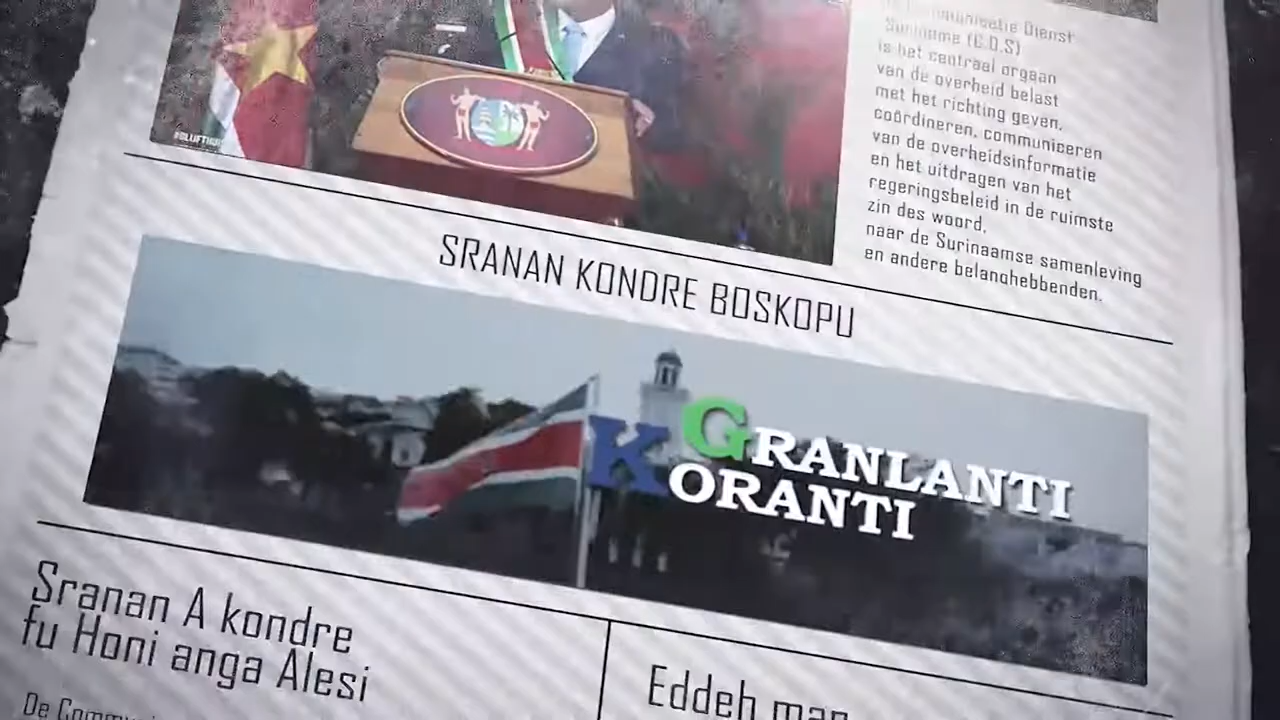 Dienst
Suriname (C.D.S)
is het centraal orgaan
van de overheid belast
met het richting geven,
coördineren, communiceren
van de overheidsinformatie
en het uitdragen van het
regeringsbeleid in de ruimste
zin des woord,
naar de Surinaamse samenleving
en andere belanghebbenden.
SRANAN KONDRE BOSKOPU
GRANLANTI
KORANTI
Sranan A kondre
fu Honi anga Alesi
Eddeh man
De